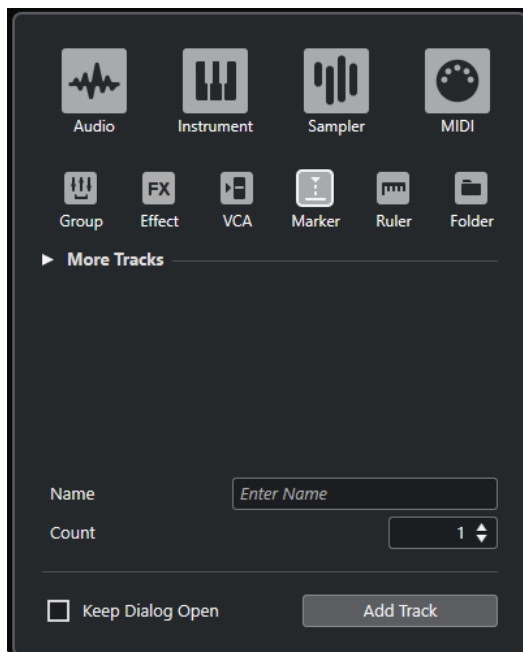 Audio Instrument Sampler MIDI
FX
Group Effect VCA Marker Ruler Folder
More Tracks
Name Enter Name
Count 1
Keep Dialog Open Add Track